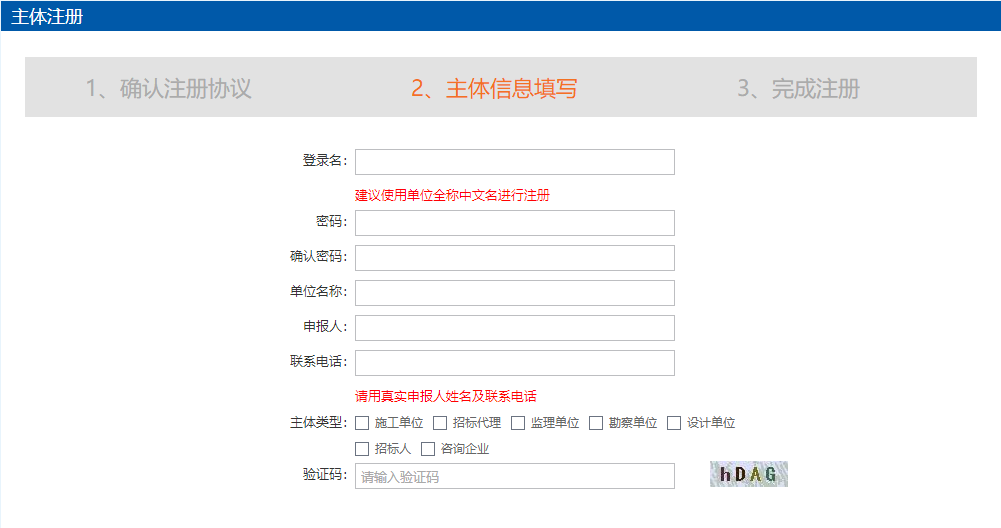 主体注册
1、确认注册协议 2、主体信息填写 3、完成注册
登录名：
建议使用单位全称中文名进行注册
密码：
确认密码：
单位名称：
申报人：
联系电话：
请用真实申报人姓名及联系电话
主体类型： 施工单位 招标代理 监理单位 勘察单位 设计单位
招标人 咨询企业
验证码： 请输入验证码 hDAG